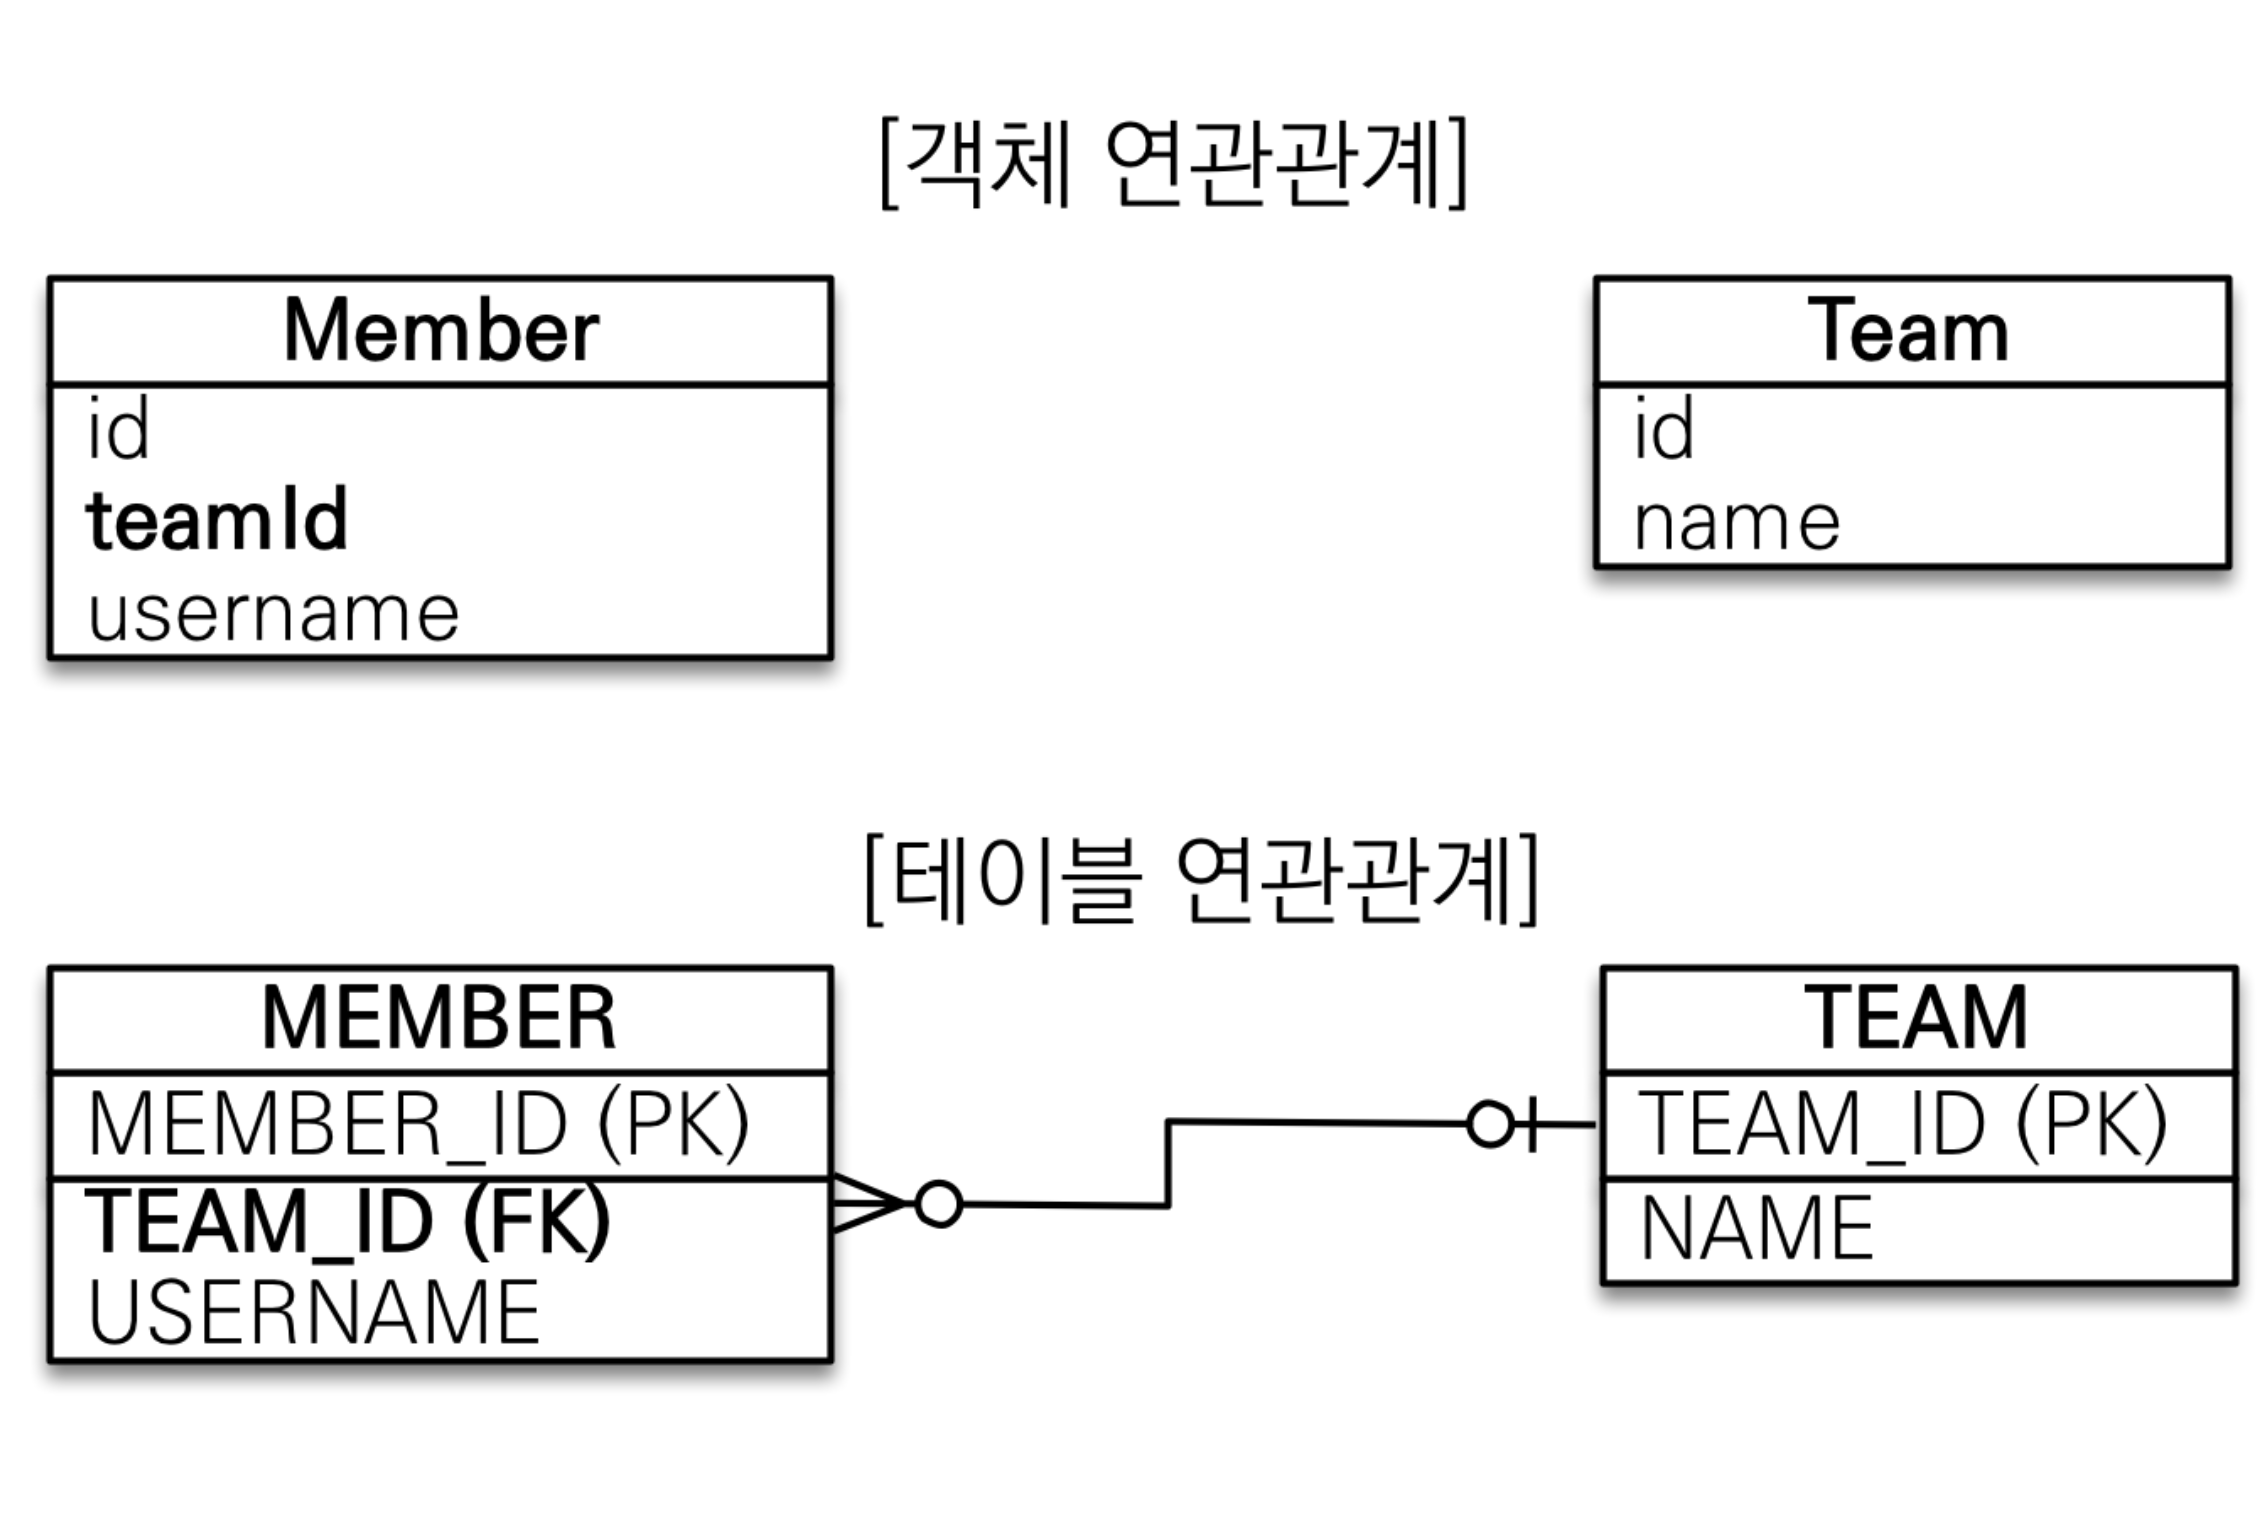 [객체 연관관계]
Member
id
teamId
username
Team
id
name
[테이블 연관관계]
MEMBER
MEMBER_ID (PK)
TEAM_ID (FK)
USERNAME
TEAM
TEAM_ID (PK)
NAME